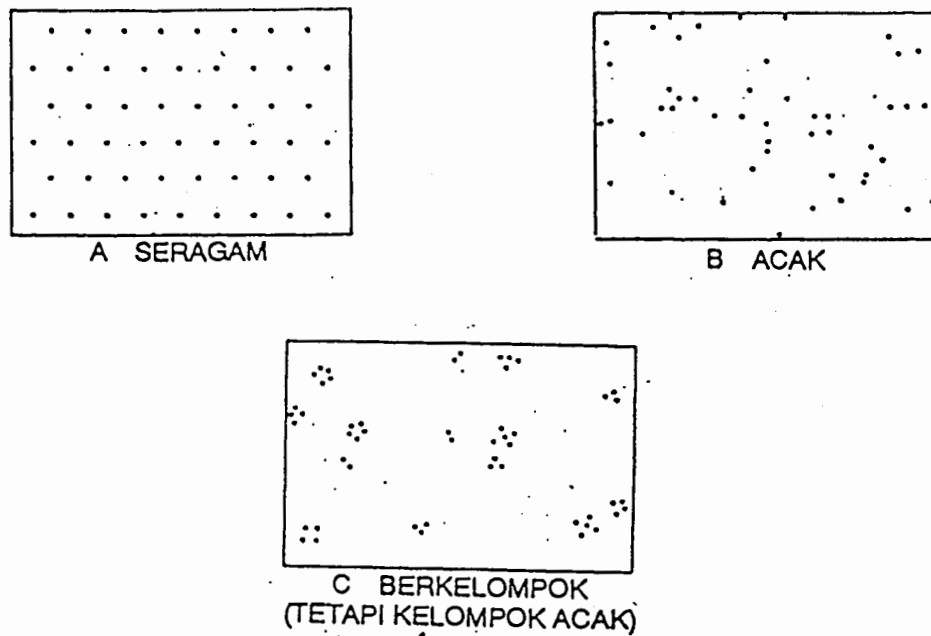 A SERAGAM
B ACAK
C BERKELOMPOK
(TETAPI KELOMPOK ACAK)